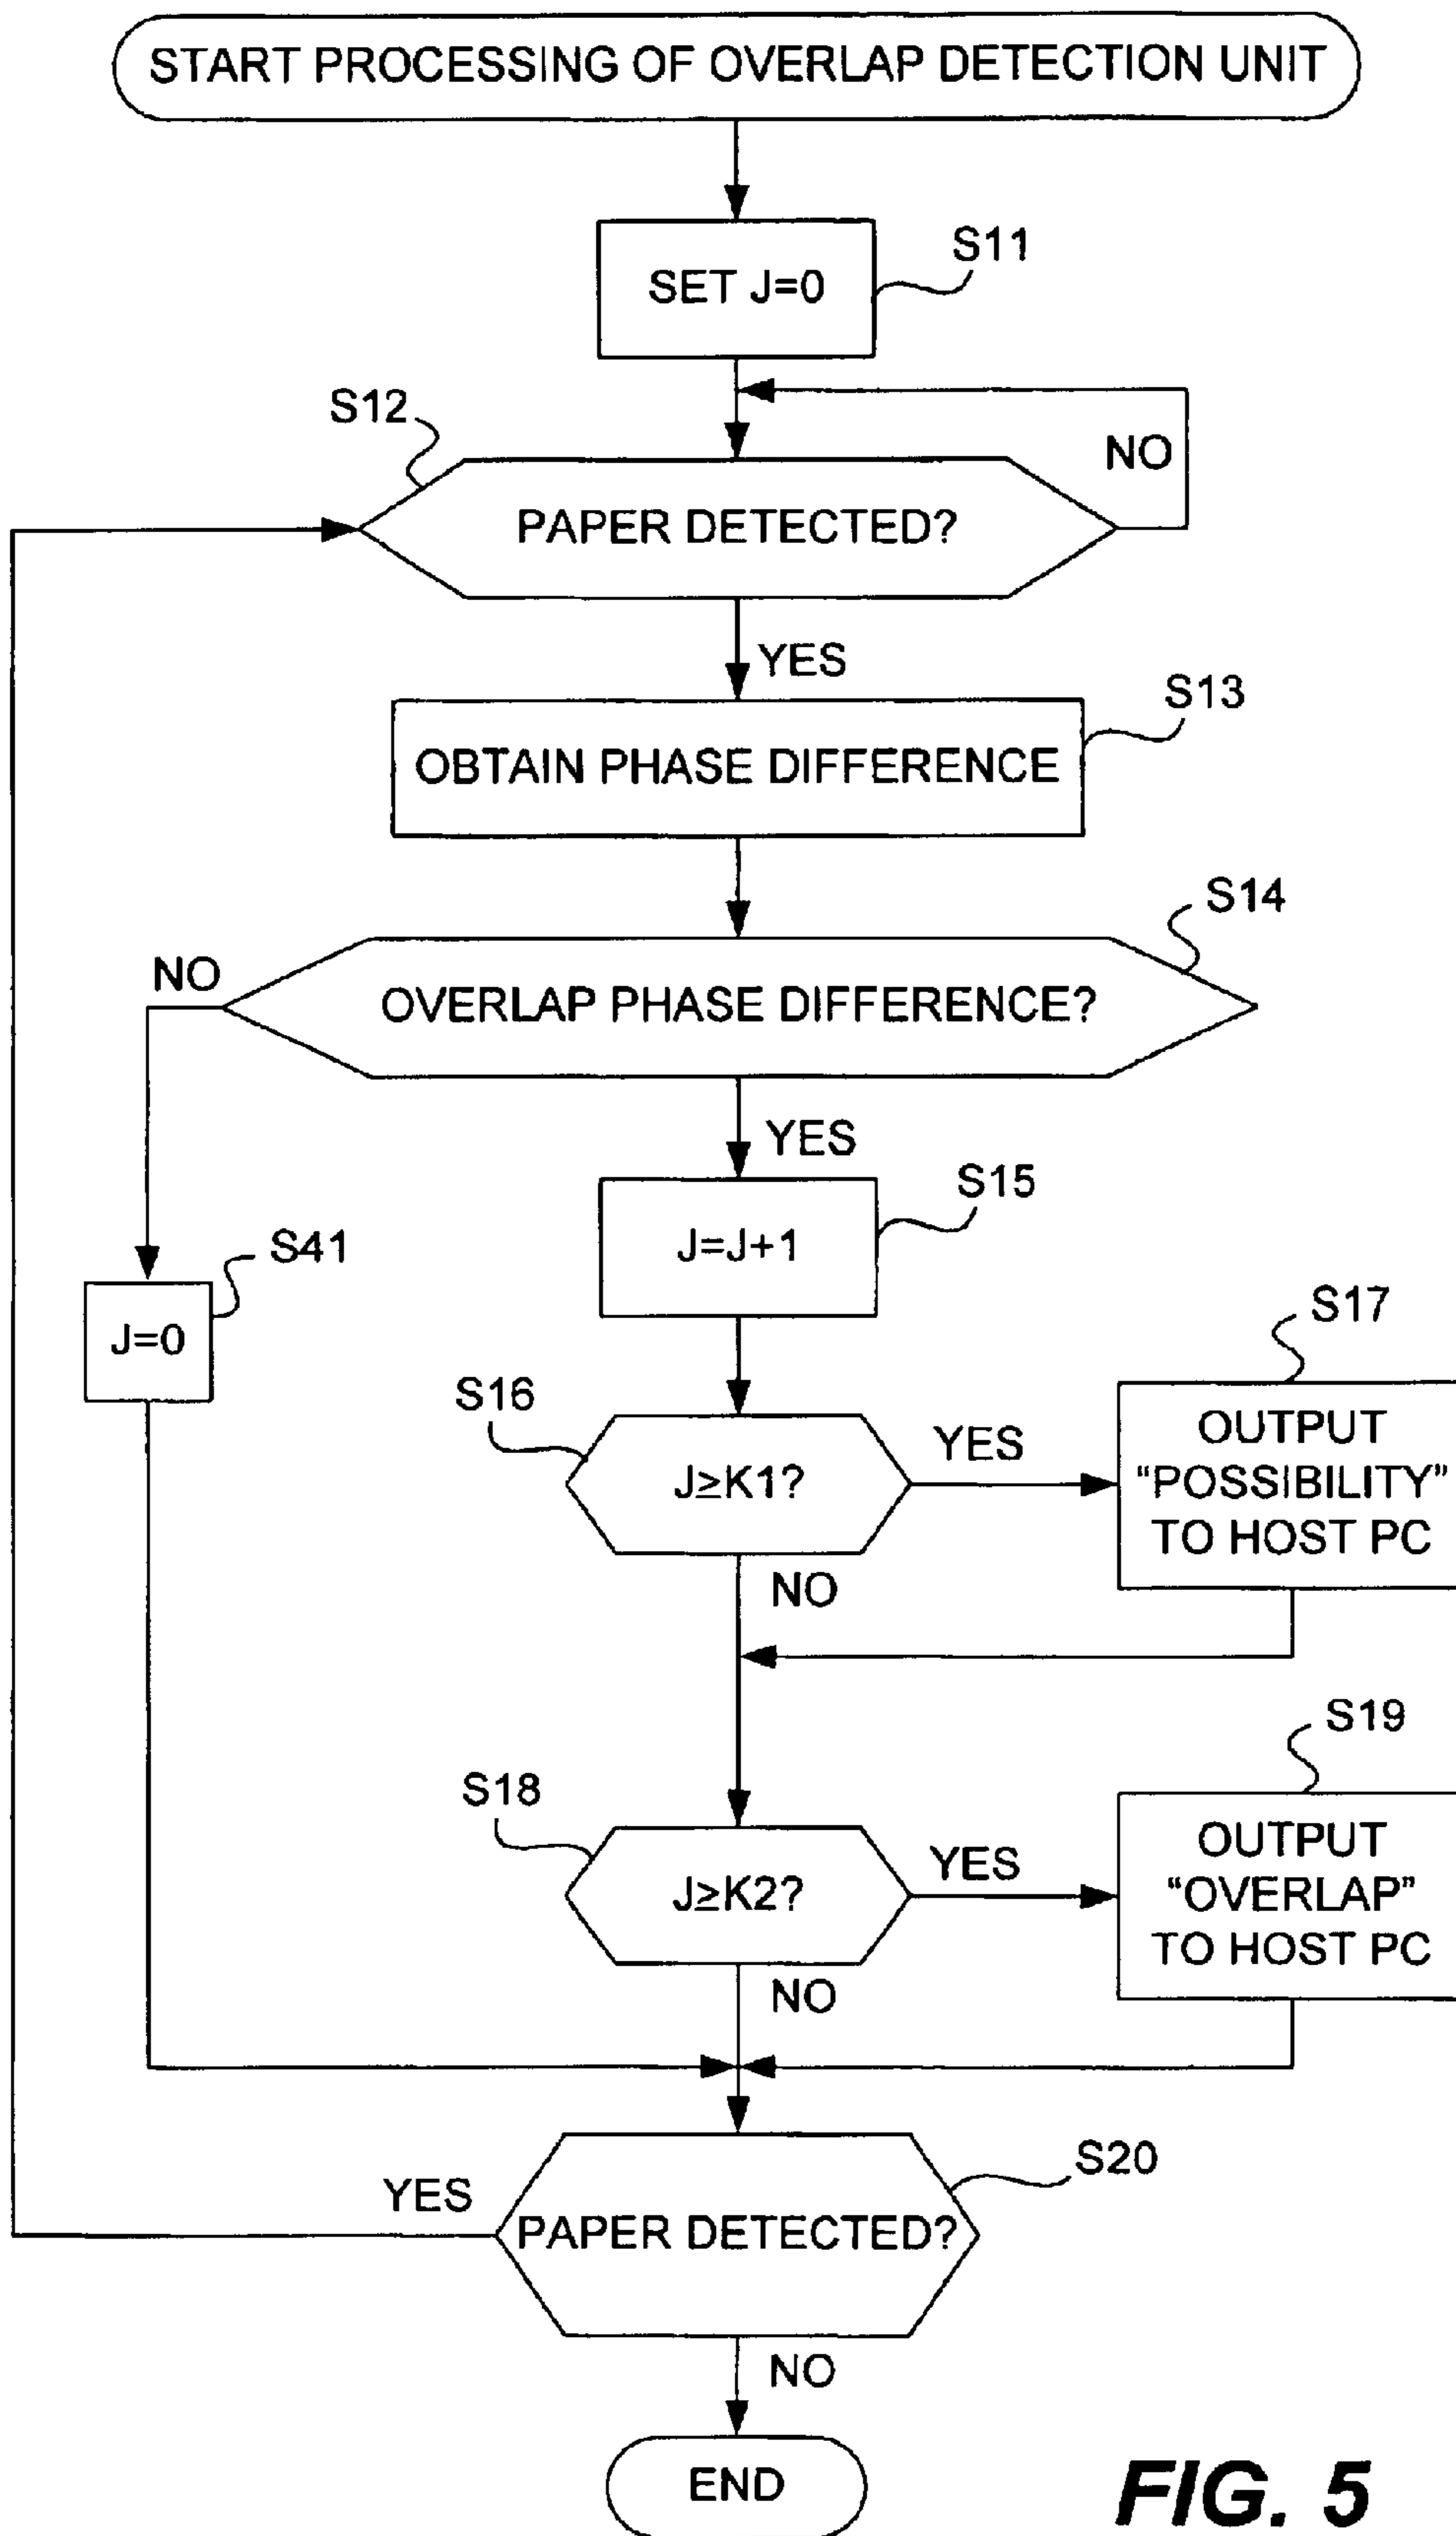 START PROCESSING OF OVERLAP DETECTION UNIT
SET J=0
S11
S12
NO
PAPER DETECTED?
YES
S13
OBTAIN PHASE DIFFERENCE
S14
NO
OVERLAP PHASE DIFFERENCE?
YES
S15
J=J+1
S41
J=0
S17
OUTPUT
“POSSIBILITY”
TO HOST PC
S16
YES
J≥K1?
NO
S19
OUTPUT
“OVERLAP”
TO HOST PC
S18
YES
J≥K2?
NO
S20
YES
PAPER DETECTED?
NO
END
FIG. 5